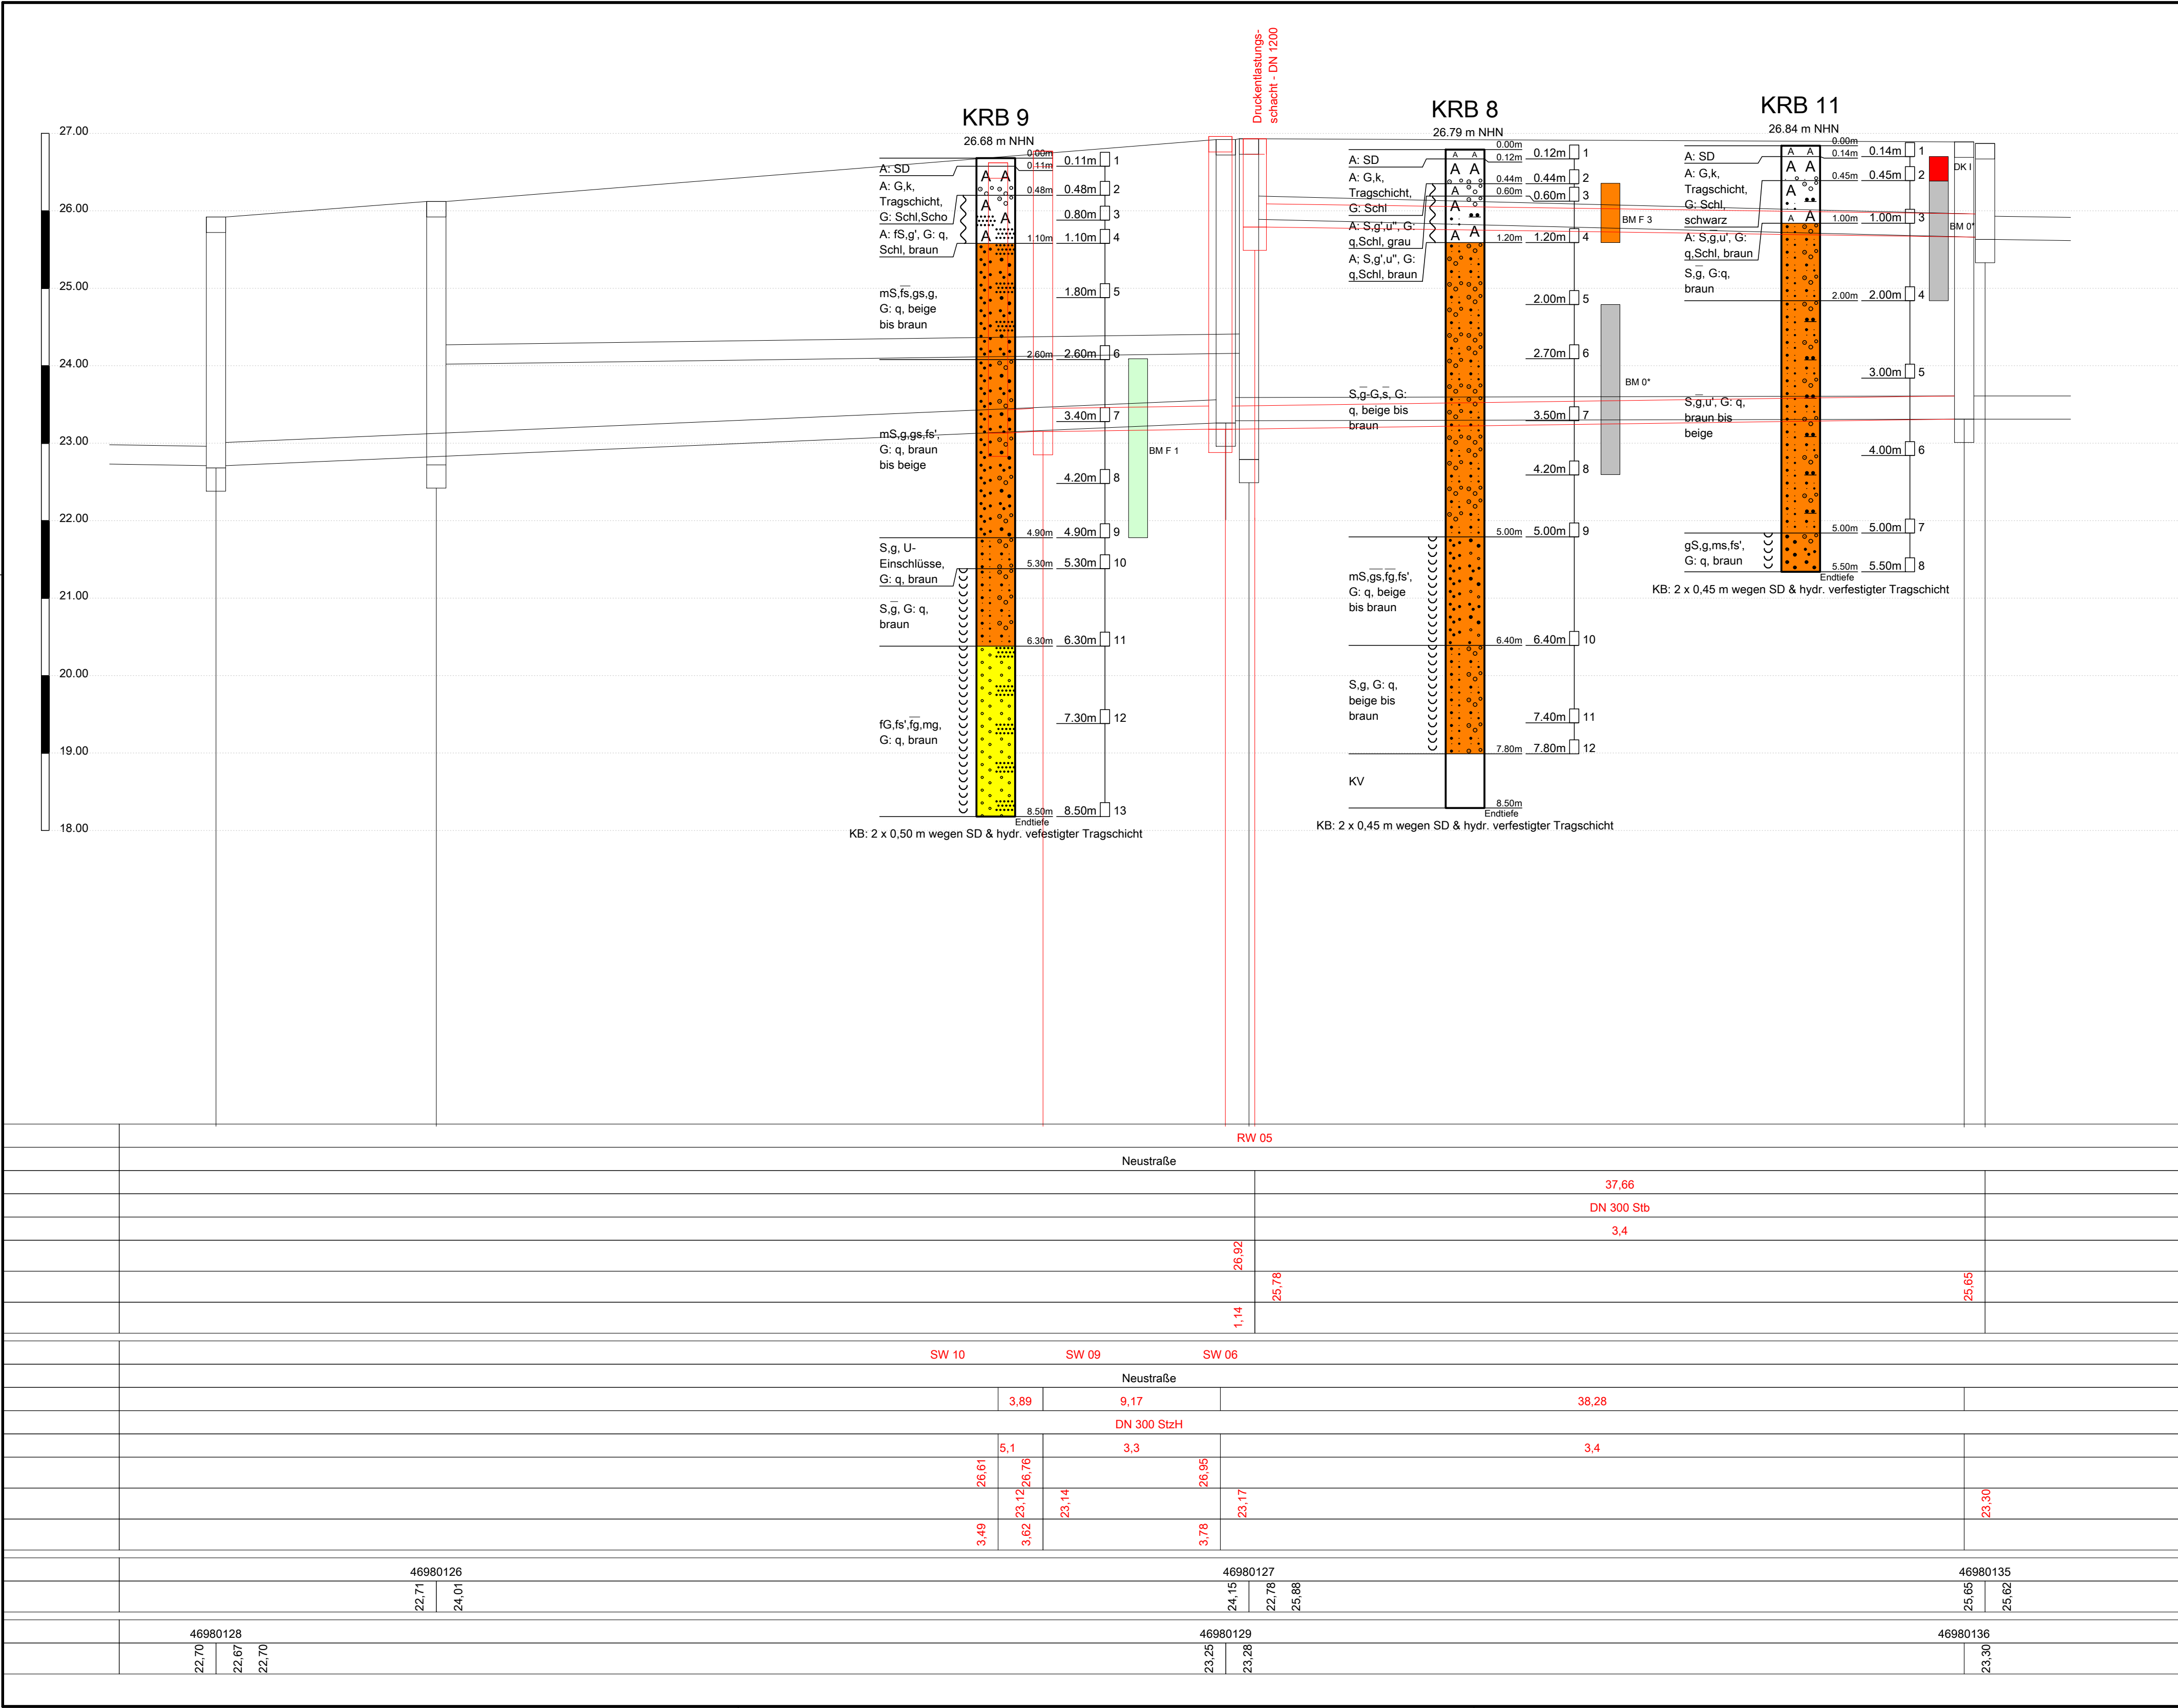 Druckentlastungs-
schacht - DN 1200
27.00
26.00
25.00
24.00
23.00
22.00
21.00
20.00
19.00
18.00
KRB 9
26.68 m NHN
A: SD
A: G,k,
Tragschicht,
G: Schl,Scho
A: fS,g', G: q,
Schl, braun
mS,f̅s̅,gs,g,
G: q, beige
bis braun
mS,g,gs,fs',
G: q, braun
bis beige
S,g, U-
Einschlüsse,
G: q, braun
S,g̅, G: q,
braun
fG,fs',f̅g̅,mg,
G: q, braun
A A
A
A
A
0.00m
0.11m
0.48m
1.10m
2.60m
4.90m
5.30m
6.30m
8.50m
Endtiefe
0.11m 1
0.48m 2
0.80m 3
1.10m 4
1.80m 5
2.60m 6
3.40m 7
4.20m 8
4.90m 9
5.30m 10
6.30m 11
7.30m 12
8.50m 13
BM F 1
KB: 2 x 0,50 m wegen SD & hydr. vefestigter Tragschicht
KRB 8
26.79 m NHN
A: SD
A: G,k,
Tragschicht,
G: Schl
A: S,g',u'', G:
q,Schl, grau
A; S,g',u'', G:
q,Schl, braun
S,g̅-G,s̅, G:
q, beige bis
braun
mS,g̅s̅,f̅g̅,fs',
G: q, beige
bis braun
S,g, G: q,
beige bis
braun
KV
A A
A A
A
A
A A
0.00m
0.12m
0.44m
0.60m
1.20m
5.00m
6.40m
7.80m
8.50m
Endtiefe
0.12m 1
0.44m 2
0.60m 3
1.20m 4
2.00m 5
2.70m 6
3.50m 7
4.20m 8
5.00m 9
6.40m 10
7.40m 11
7.80m 12
BM F 3
BM 0*
KB: 2 x 0,45 m wegen SD & hydr. verfestigter Tragschicht
KRB 11
26.84 m NHN
A: SD
A: G,k,
Tragschicht,
G: Schl,
schwarz
A: S,g̅,u', G:
q,Schl, braun
S,g̅, G:q,
braun
S,g̅,u', G: q,
braun bis
beige
gS,g,ms,fs',
G: q, braun
A A
A A
A
A A
0.00m
0.14m
0.45m
1.00m
2.00m
5.00m
5.50m
Endtiefe
0.14m 1
0.45m 2
1.00m 3
2.00m 4
3.00m 5
4.00m 6
5.00m 7
5.50m 8
DK I
BM 0*
KB: 2 x 0,45 m wegen SD & hydr. verfestigter Tragschicht
RW 05
Neustraße
37,66
DN 300 Stb
3,4
26,92
25,78 25,65
1,14
SW 10 SW 09 SW 06
Neustraße
3,89 9,17 38,28
DN 300 StzH
5,1 3,3 3,4
26,61 26,76 26,95
23,12 23,14 23,17 23,30
3,49 3,62 3,78
46980126 46980127 46980135
22,71 24,01 24,15 22,78 25,88 25,65 25,62
46980128 46980129 46980136
22,70 22,67 22,70 23,25 23,28 23,30